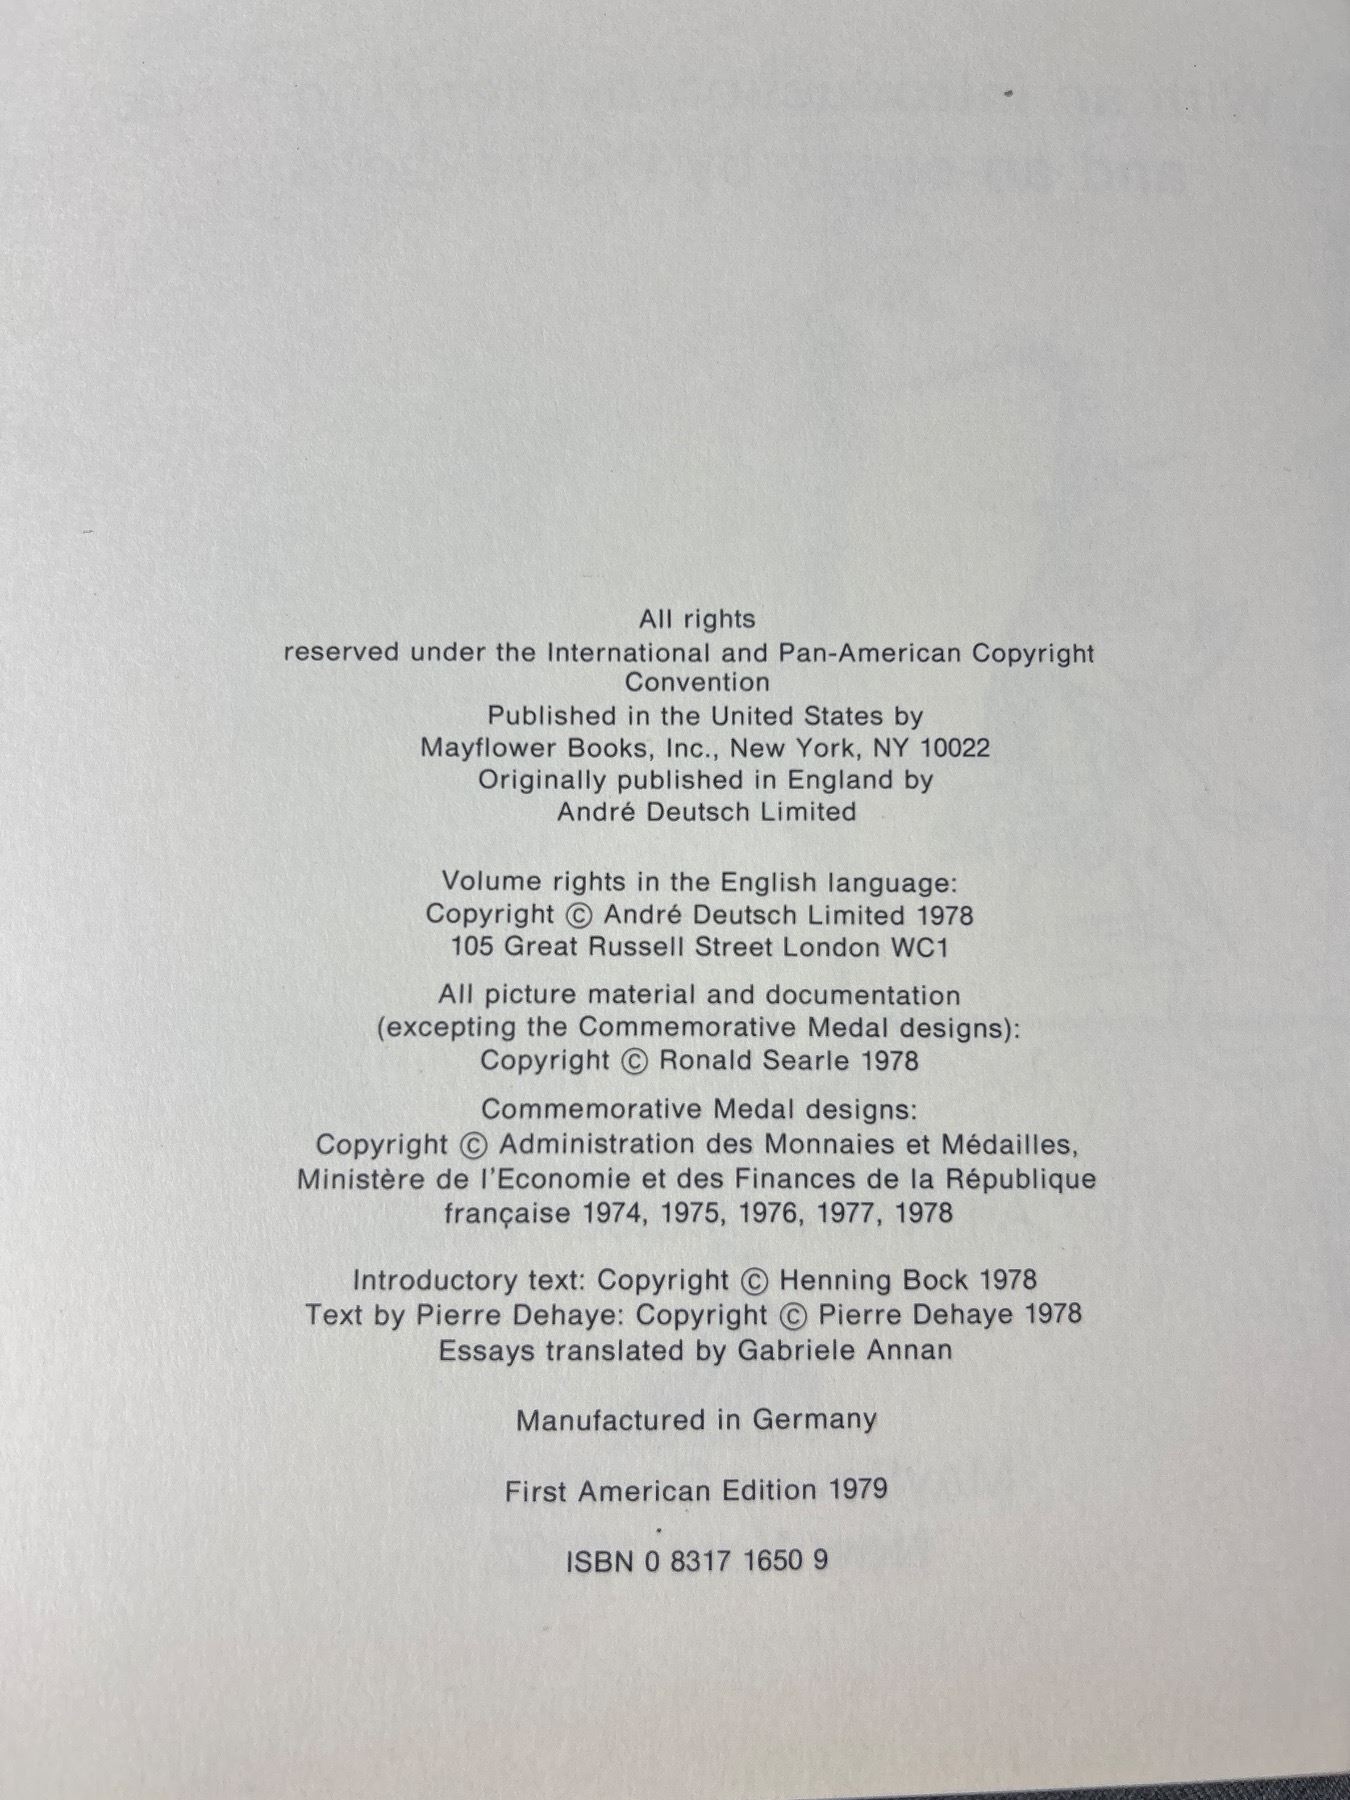 All rights
reserved under the International and Pan-American Copyright
Convention
Published in the United States by
Mayflower Books, Inc., New York, NY 10022
Originally published in England by
André Deutsch Limited
Volume rights in the English language:
Copyright © André Deutsch Limited 1978
105 Great Russell Street London WC1
All picture material and documentation
(excepting the Commemorative Medal designs):
Copyright © Ronald Searle 1978
Commemorative Medal designs:
Copyright © Administration des Monnaies et Médailles,
Ministère de l'Economie et des Finances de la République
française 1974, 1975, 1976, 1977, 1978
Introductory text: Copyright © Henning Bock 1978
Text by Pierre Dehaye: Copyright © Pierre Dehaye 1978
Essays translated by Gabriele Annan
Manufactured in Germany
First American Edition 1979
ISBN 0 8317 1650 9